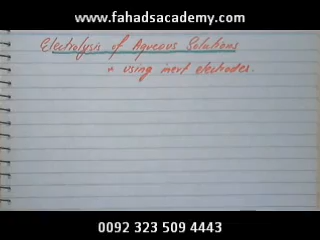 www.fahadsacademy.com
Electrolysis of Aqueous Solutions
* using inert electrodes.
0092 323 509 4443